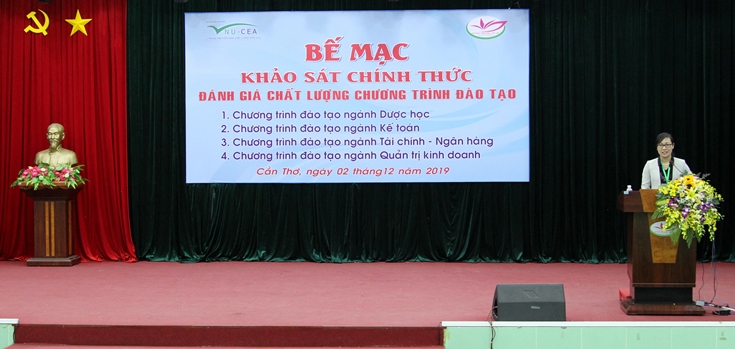 VNU-CEA
BẾ MẠC
KHẢO SÁT CHÍNH THỨC
ĐÁNH GIÁ CHẤT LƯỢNG CHƯƠNG TRÌNH ĐÀO TẠO
1. Chương trình đào tạo ngành Dược học
2. Chương trình đào tạo ngành Kế toán
3. Chương trình đào tạo ngành Tài chính - Ngân hàng
4. Chương trình đào tạo ngành Quản trị kinh doanh
Cần Thơ, ngày 02 tháng12 năm 2019